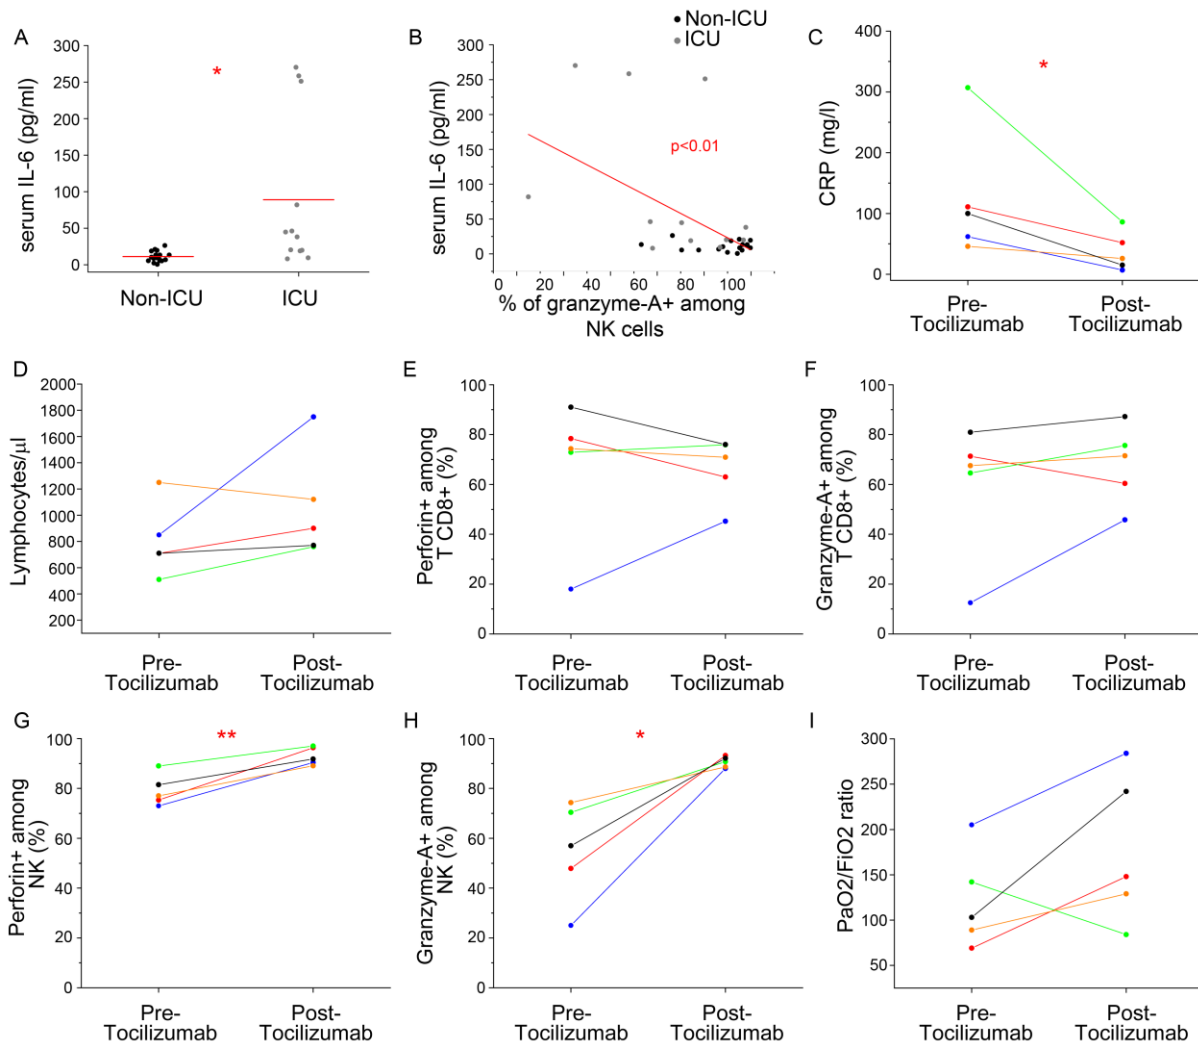 A
300
250
200
150
100
50
0
serum IL-6 (pg/ml)
*
Non-ICU
ICU
B
Non-ICU
ICU
300
250
200
150
100
50
0
serum IL-6 (pg/ml)
p<0.01
0 20 40 60 80 100
% of granzyme-A+ among
NK cells
C
400
300
200
100
0
CRP (mg/l)
*
Pre-
Tocilizumab
Post-
Tocilizumab
D
2000
1800
1600
1400
1200
1000
800
600
400
200
Lymphocytes/µl
Pre-
Tocilizumab
Post-
Tocilizumab
E
100
80
60
40
20
0
Perforin+ among
T CD8+ (%)
Pre-
Tocilizumab
Post-
Tocilizumab
F
100
80
60
40
20
0
Granzyme-A+ among
T CD8+ (%)
Pre-
Tocilizumab
Post-
Tocilizumab
G
100
80
60
40
20
0
Perforin+ among
NK (%)
**
Pre-
Tocilizumab
Post-
Tocilizumab
H
100
80
60
40
20
0
Granzyme-A+ among
NK (%)
*
Pre-
Tocilizumab
Post-
Tocilizumab
I
300
250
200
150
100
50
PaO2/FiO2 ratio
Pre-
Tocilizumab
Post-
Tocilizumab